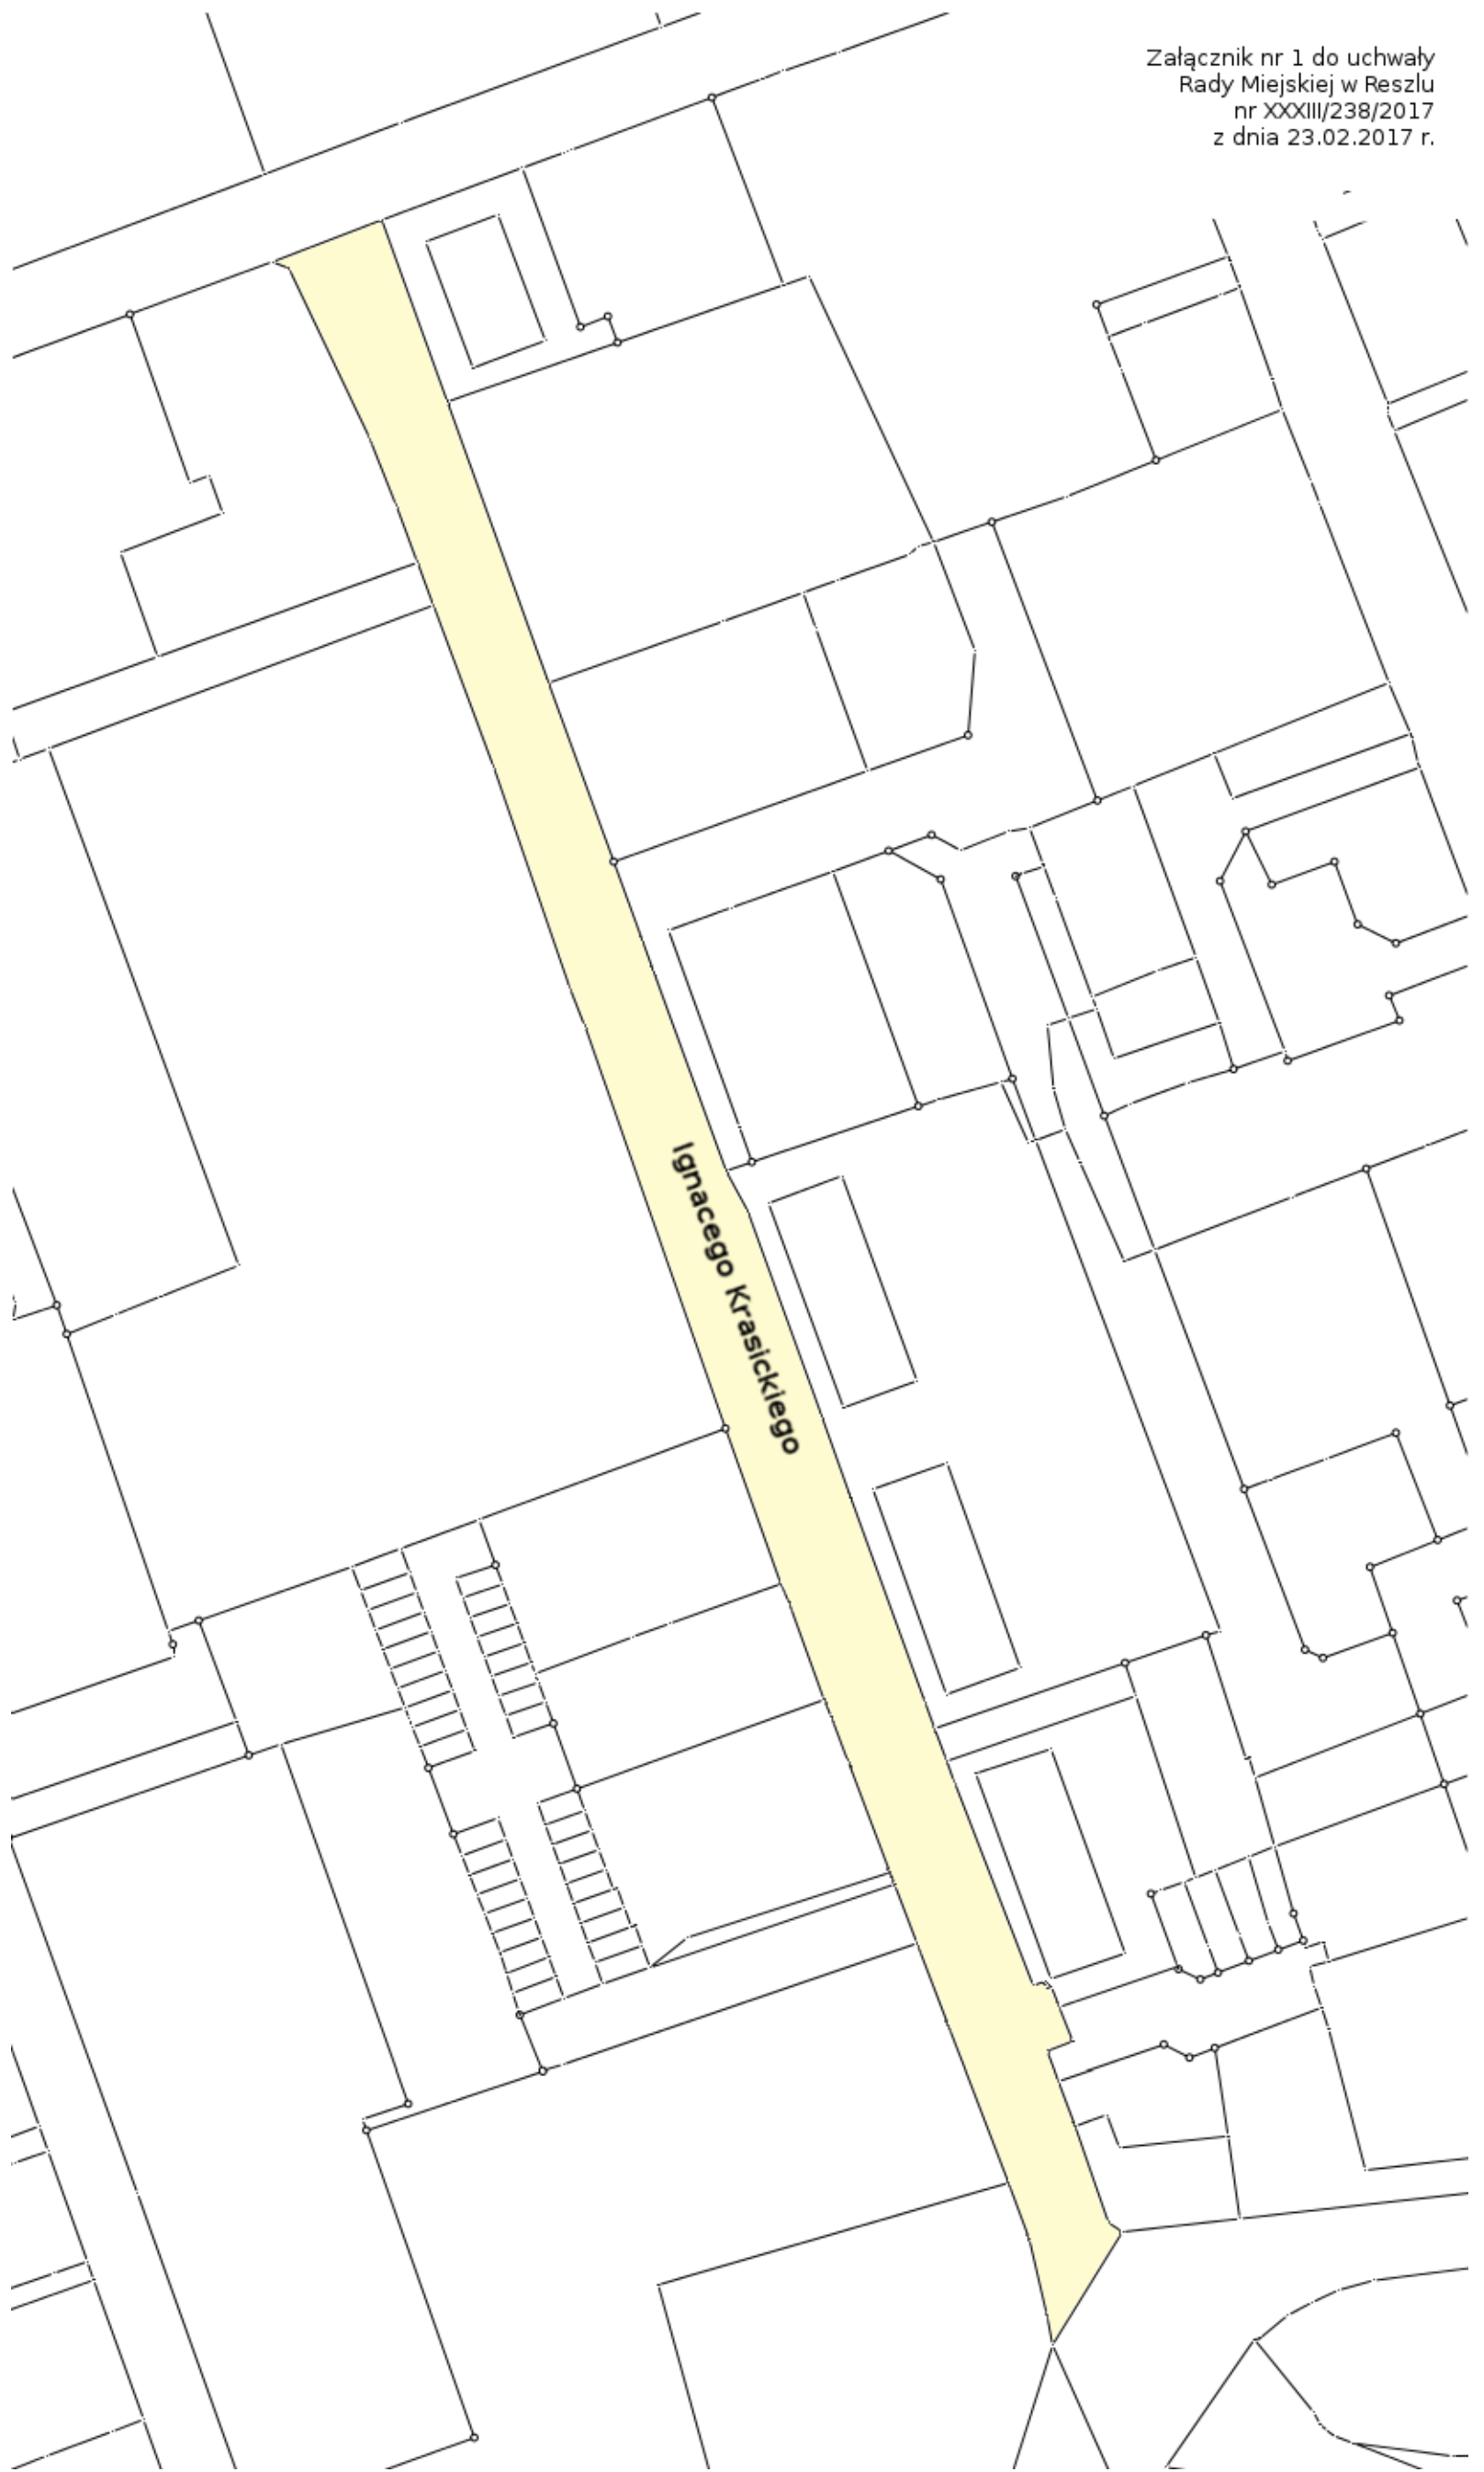 Załącznik nr 1 do uchwały
Rady Miejskiej w Reszlu
nr XXXIII/238/2017
z dnia 23.02.2017 r.
Ignacego Krasickiego